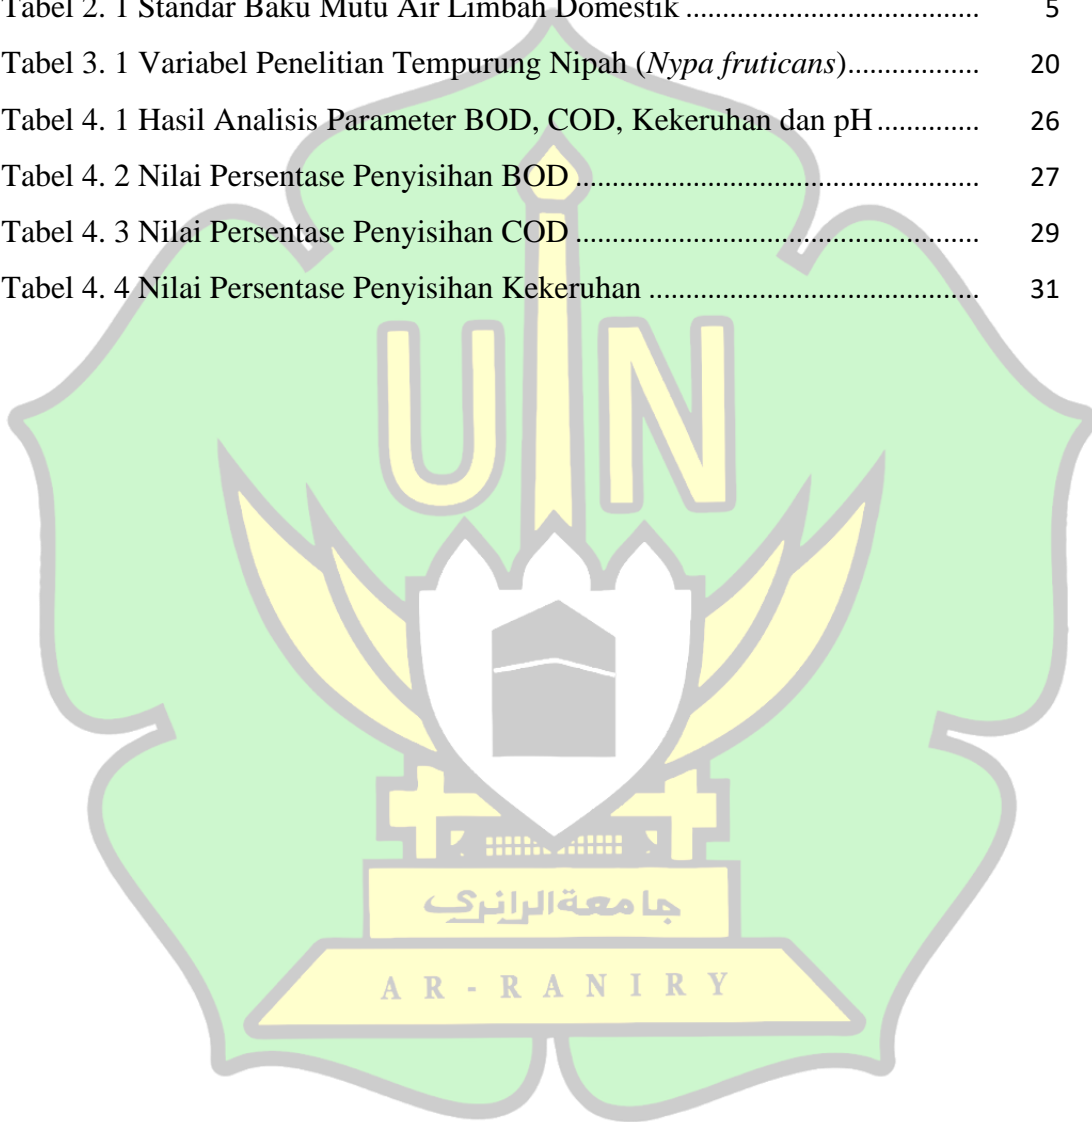 Tabel 2. 1 Standar Baku Mutu Air Limbah Domestik ..................................... 5
Tabel 3. 1 Variabel Penelitian Tempurung Nipah (Nypa fruticans)................. 20
Tabel 4. 1 Hasil Analisis Parameter BOD, COD, Kekeruhan dan pH ............. 26
Tabel 4. 2 Nilai Persentase Penyisihan BOD ................................................... 27
Tabel 4. 3 Nilai Persentase Penyisihan COD ................................................... 29
Tabel 4. 4 Nilai Persentase Penyisihan Kekeruhan .......................................... 31
UIN
جامعة الرانري
AR-RANIRY